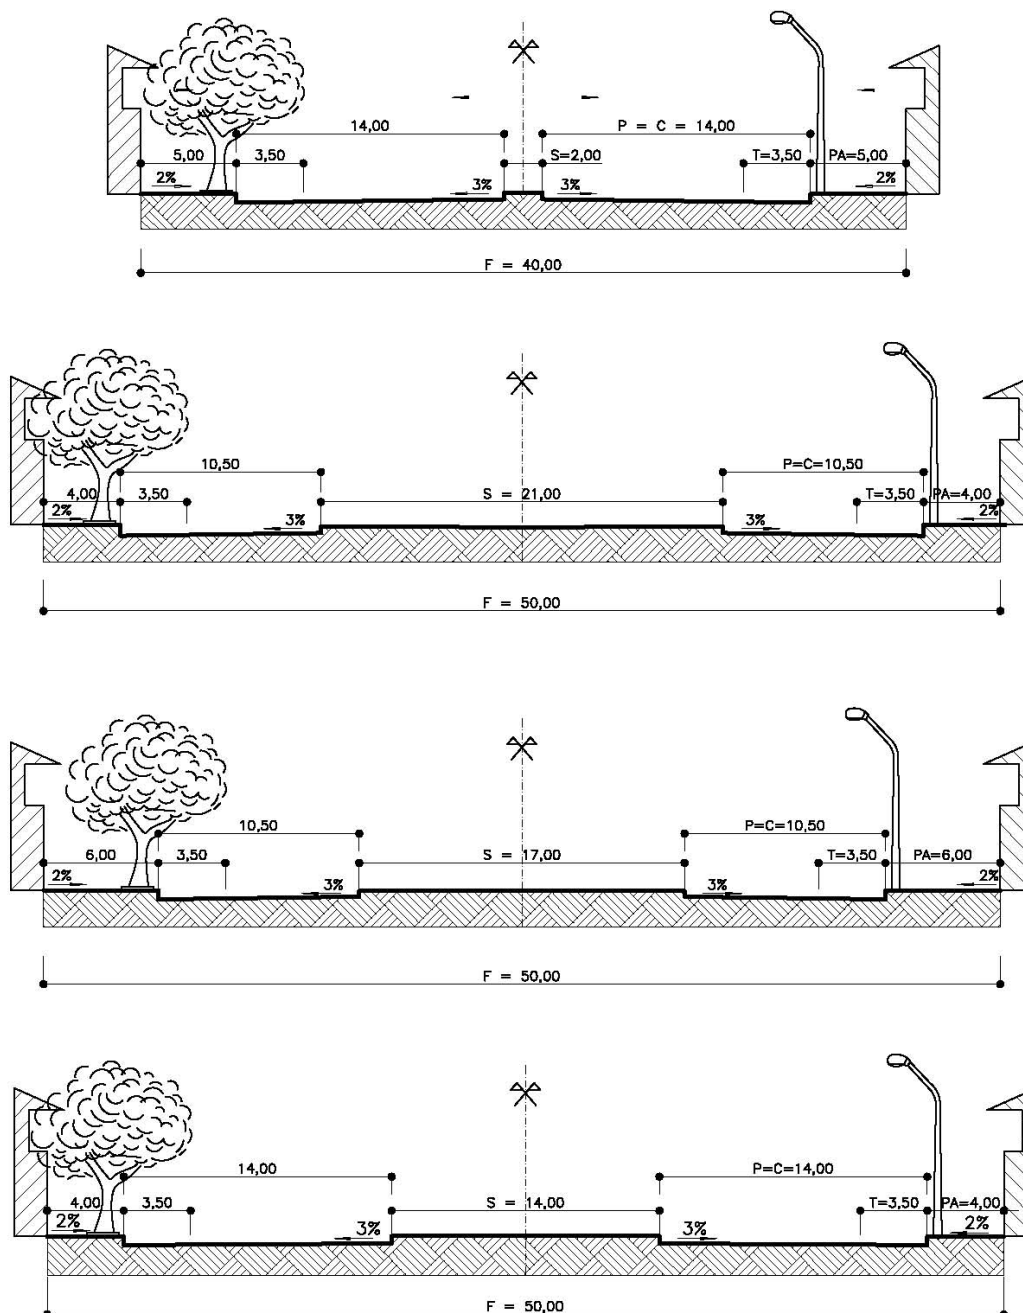 14,00 P = C = 14,00
5,00 3,50 S=2,00 T=3,50 PA=5,00
2% 3% 3% 2%
F = 40,00
10,50 P=C=10,50
4,00 3,50 S = 21,00 T=3,50 PA=4,00
2% 3% 3% 2%
F = 50,00
10,50 P=C=10,50
6,00 3,50 S = 17,00 T=3,50 PA=6,00
2% 3% 3% 2%
F = 50,00
14,00 P=C=14,00
4,00 3,50 S = 14,00 T=3,50 PA=4,00
2% 3% 3% 2%
F = 50,00